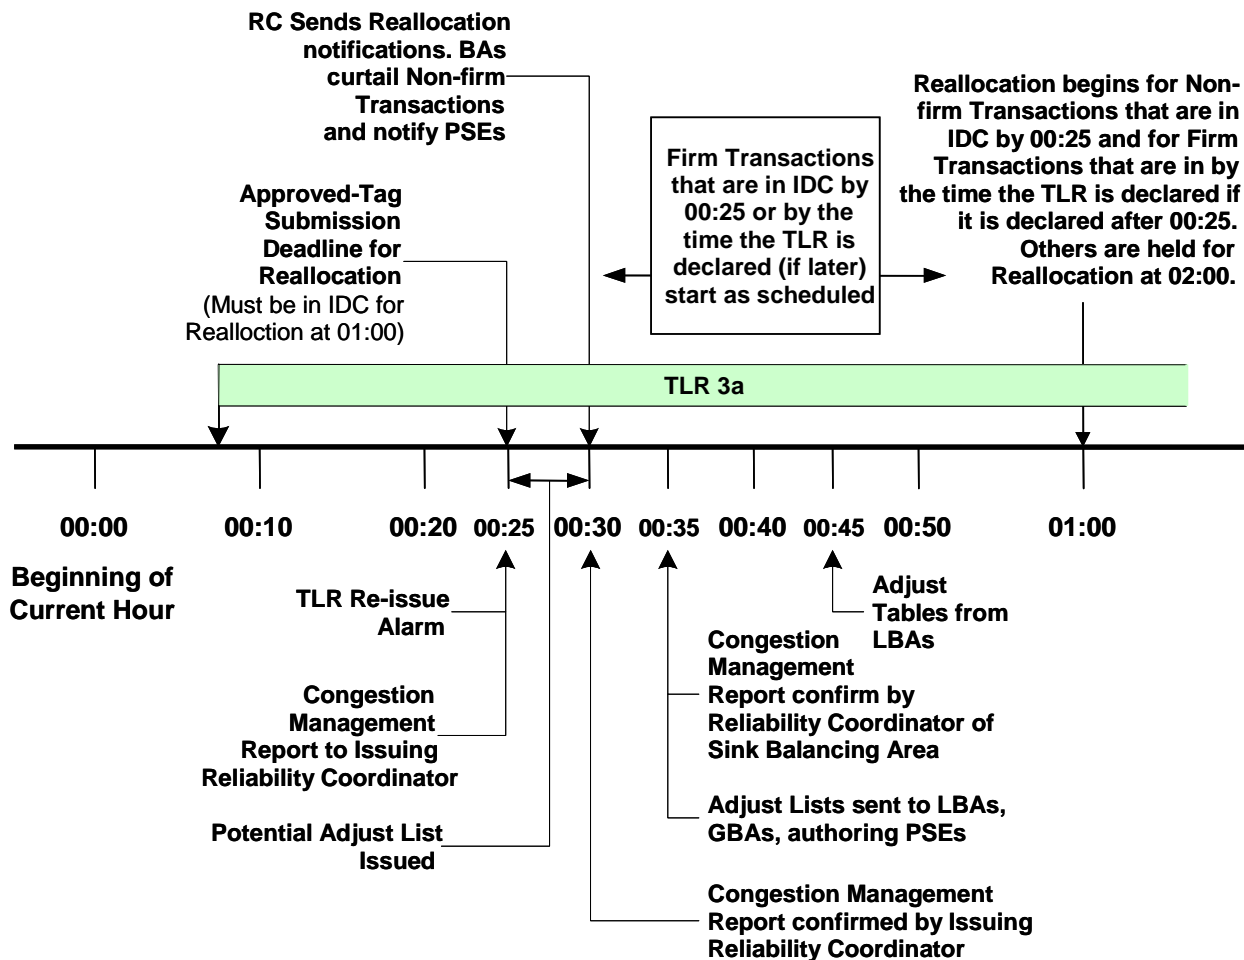 RC Sends Reallocation
notifications. BAs
curtail Non-firm
Transactions
and notify PSEs
Reallocation begins for Non-
firm Transactions that are in
IDC by 00:25 and for Firm
Transactions that are in by
the time the TLR is declared if
it is declared after 00:25.
Others are held for
Reallocation at 02:00.
Firm Transactions
that are in IDC by
00:25 or by the
time the TLR is
declared (if later)
start as scheduled
Approved-Tag
Submission
Deadline for
Reallocation
(Must be in IDC for
Realloction at 01:00)
TLR 3a
00:00 00:10 00:20 00:25 00:30 00:35 00:40 00:45 00:50 01:00
Beginning of
Current Hour
TLR Re-issue
Alarm
Congestion
Management
Report to Issuing
Reliability Coordinator
Potential Adjust List
Issued
Adjust
Tables from
LBAs
Congestion
Management
Report confirm by
Reliability Coordinator of
Sink Balancing Area
Adjust Lists sent to LBAs,
GBAs, authoring PSEs
Congestion Management
Report confirmed by Issuing
Reliability Coordinator